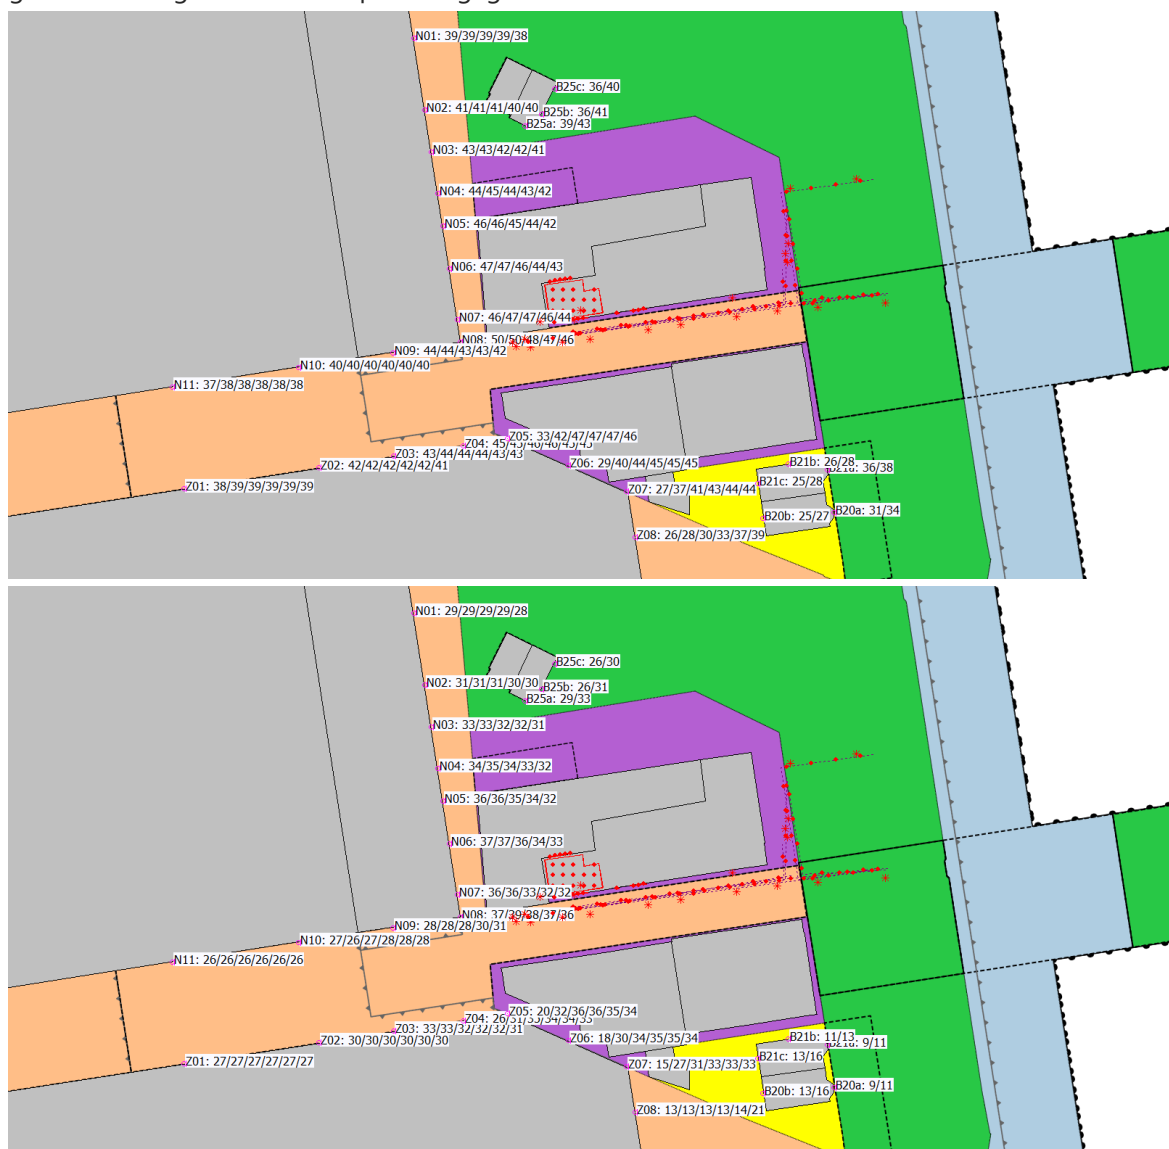 N01: 39/39/39/39/38
B25c: 36/40
N02: 41/41/41/40/40
B25b: 36/41
B25a: 39/43
N03: 43/43/42/42/41
N04: 44/45/44/43/42
N05: 46/46/45/44/42
N06: 47/47/46/44/43
N07: 46/47/47/46/44
N08: 50/50/48/47/46
N09: 44/44/43/43/42
N10: 40/40/40/40/40/40
N11: 37/38/38/38/38/38
Z05: 33/42/47/47/47/46
Z04:
Z03: 43/44/44/44/43/43
Z02: 42/42/42/42/42/41
Z06: 29/40/44/45/45/45
B21b: 26/28
36/38
B21c: 25/28
Z01: 38/39/39/39/39/39
Z07: 27/37/41/43/44/44
B20a: 31/34
B20b: 25/27
Z08: 26/28/30/33/37/39
N01: 29/29/29/29/28
B25c: 26/30
N02: 31/31/31/30/30
B25b: 26/31
B25a: 29/33
N03: 33/33/32/32/31
N04: 34/35/34/33/32
N05: 36/36/35/34/32
N06: 37/37/36/34/33
N07: 36/36/33/32/32
N08: 37/39/38/37/36
N09: 28/28/28/30/31
N10: 27/26/27/28/28/28
N11: 26/26/26/26/26/26
Z05: 20/32/36/36/35/34
Z04:
Z03: 33/33/32/32/32/31
Z02: 30/30/30/30/30/30
Z06: 18/30/34/35/35/34
B21b: 11/13
9/11
B21c: 13/16
Z01: 27/27/27/27/27/27
Z07: 15/27/31/33/33/33
B20a: 9/11
B20b: 13/16
Z08: 13/13/13/13/14/21